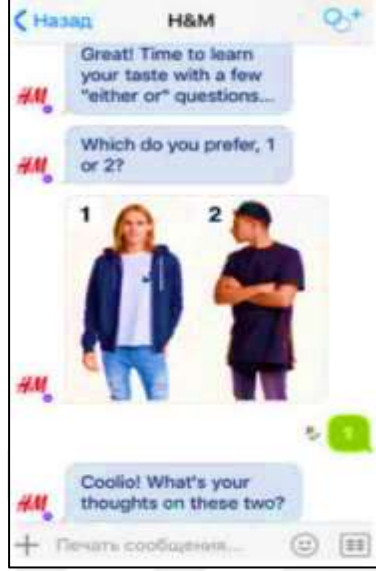 Назад H&M
Great! Time to learn
your taste with a few
"either or" questions...
H&M
Which do you prefer, 1
or 2?
H&M
1 2
H&M
1
Coolio! What's your
thoughts on these two?
H&M
Печать сообщения...